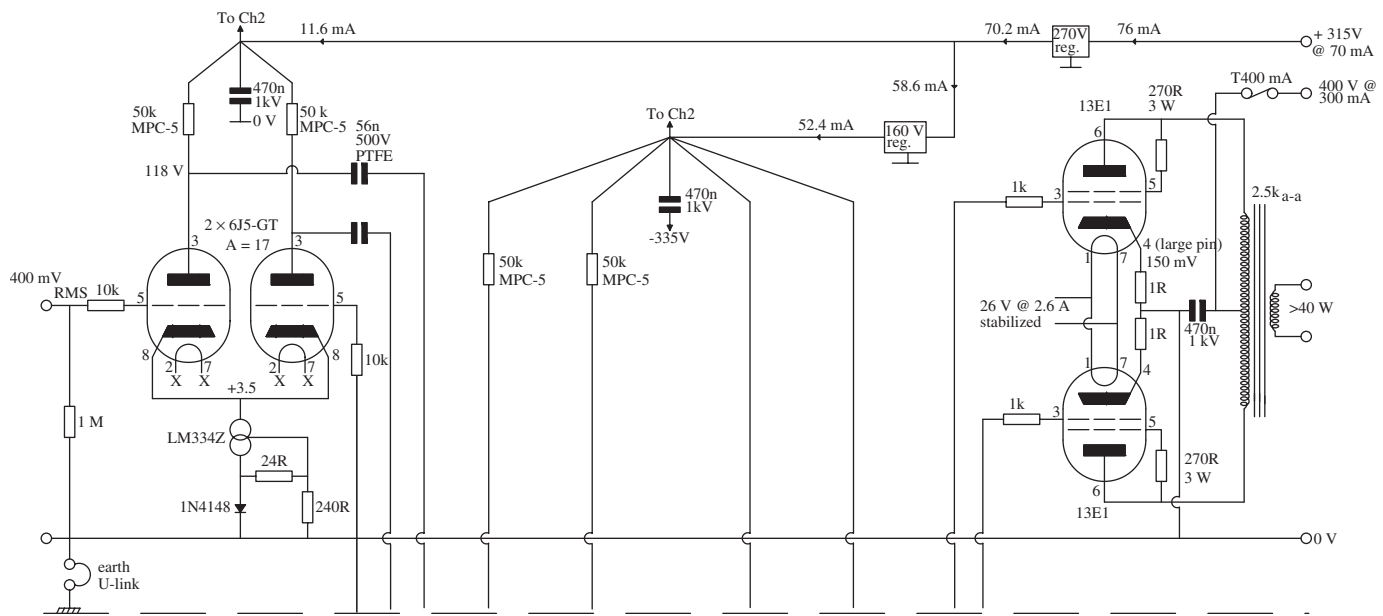 To Ch2
11.6 mA
70.2 mA
270V
reg.
76 mA
+ 315V
@ 70 mA
T400 mA
400 V @
300 mA
470n
1kV
0 V
50k
MPC-5
50 k
MPC-5
56n
500V
PTFE
58.6 mA
To Ch2
52.4 mA
160 V
reg.
270R
3 W
13E1
6
118 V
470n
1kV
-335V
1k
3
5
2.5k a-a
2 × 6J5-GT
A = 17
3
3
4 (large pin)
150 mV
1
7
50k
MPC-5
50k
MPC-5
1R
400 mV
RMS
10k
5
5
26 V @ 2.6 A
stabilized
470n
1 kV
>40 W
1R
8
2
7
2
7
8
10k
X
X
X
X
1
7
4
+3.5
1k
3
5
1 M
LM334Z
24R
270R
3 W
1N4148
240R
6
13E1
0 V
earth
U-link